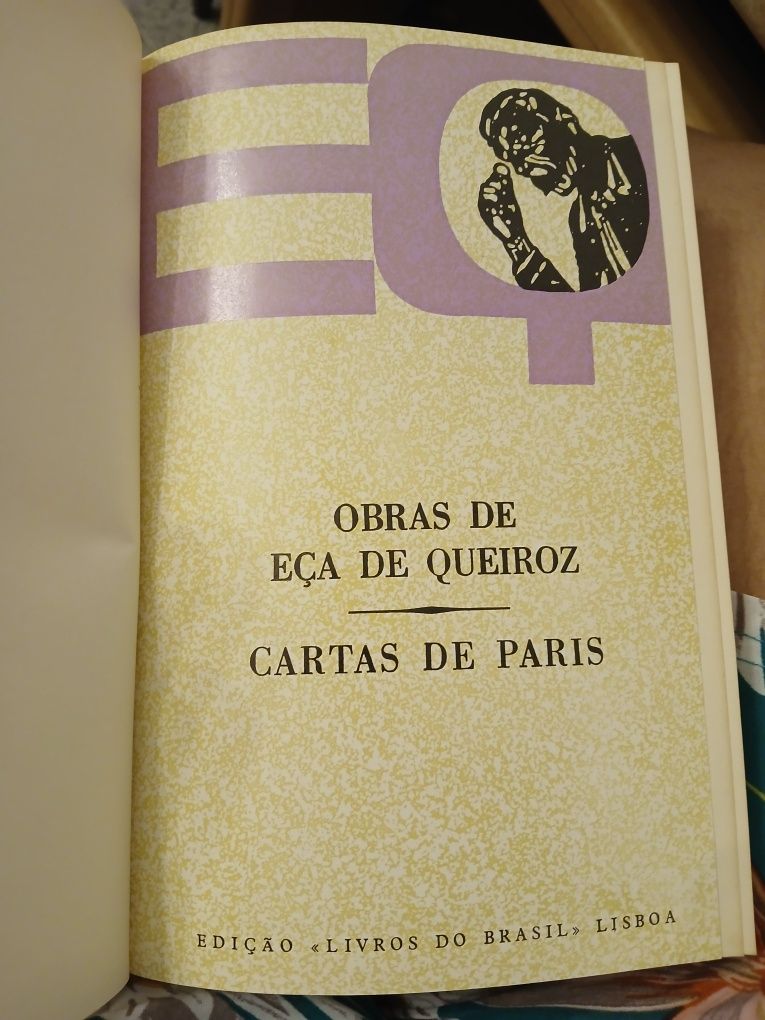 EQ
OBRAS DE
EÇA DE QUEIROZ
CARTAS DE PARIS
EDIÇÃO «LIVROS DO BRASIL» LISBOA